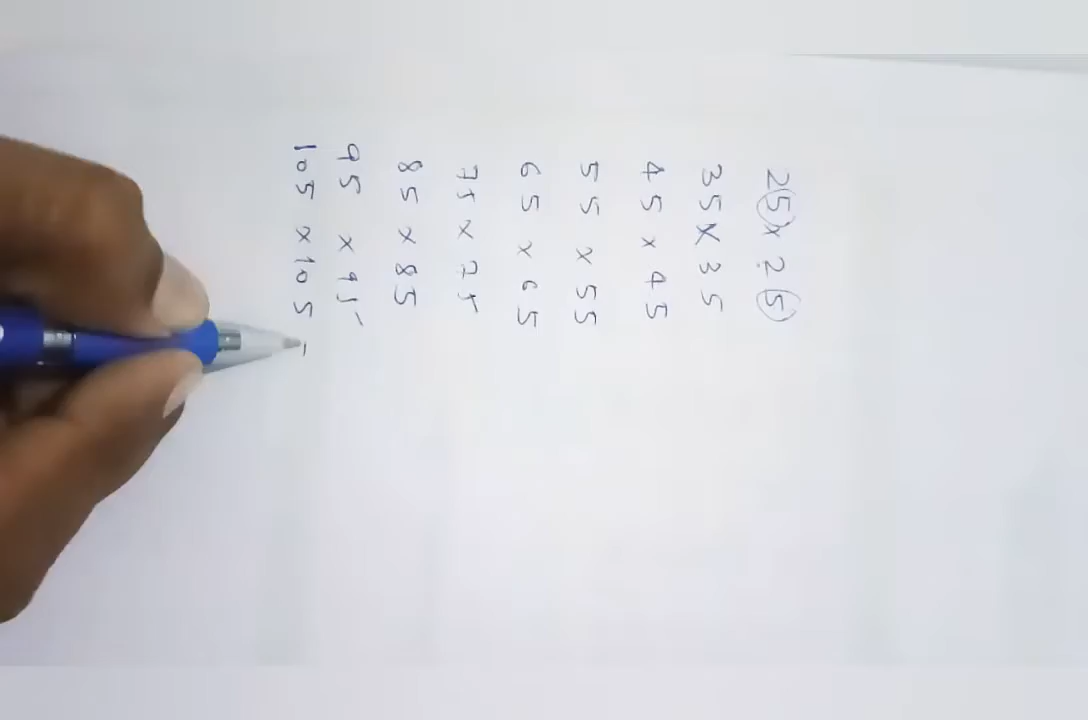 25 x 25
35 x 35
45 x 45
55 x 55
65 x 65
75 x 75
85 x 85
95 x 95
105 x 105